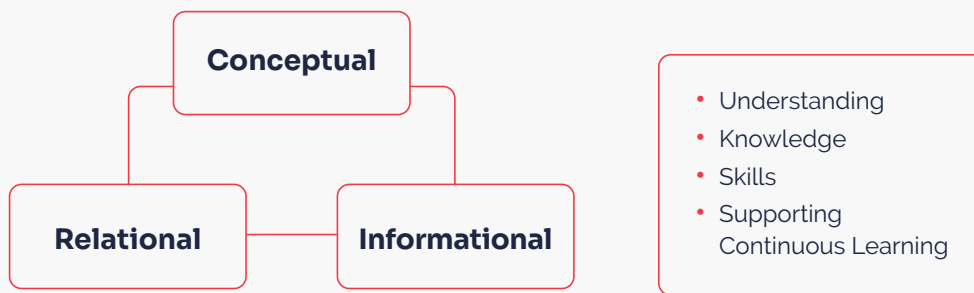 Conceptual
Relational
Informational
• Understanding
• Knowledge
• Skills
• Supporting
Continuous Learning